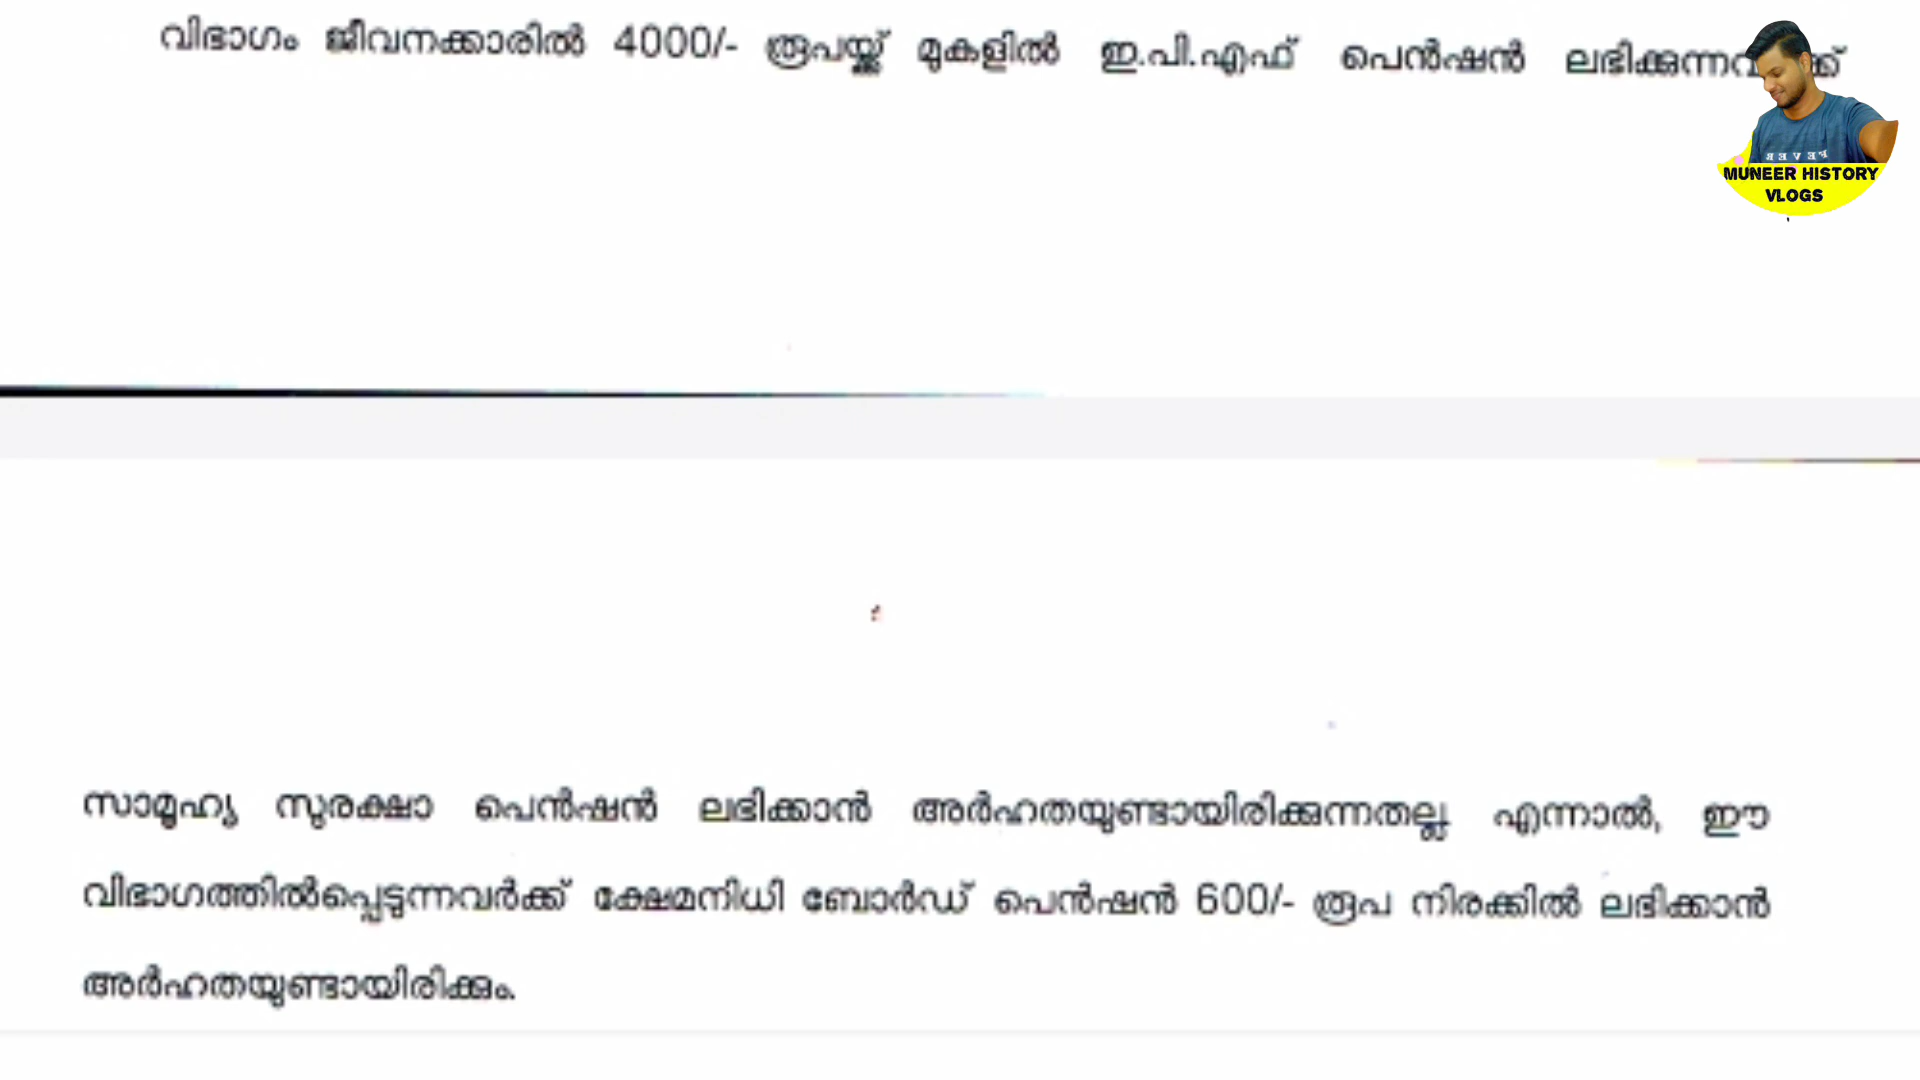 വിഭാഗം ജീവനക്കാരിൽ 4000/- രൂപയ്ക്ക് മുകളിൽ ഇ.പി.എഫ് പെൻഷൻ
MUNEER HISTORY
VLOGS
സാമൂഹ്യ സുരക്ഷാ പെൻഷൻ ലഭിക്കാൻ അർഹതയുണ്ടായിരിക്കുന്നതല്ല. എന്നാൽ, ഈ
വിഭാഗത്തിൽപ്പെടുന്നവർക്ക് ക്ഷേമനിധി ബോർഡ് പെൻഷൻ 600/- രൂപ നിരക്കിൽ ലഭിക്കാൻ
അർഹതയുണ്ടായിരിക്കും.